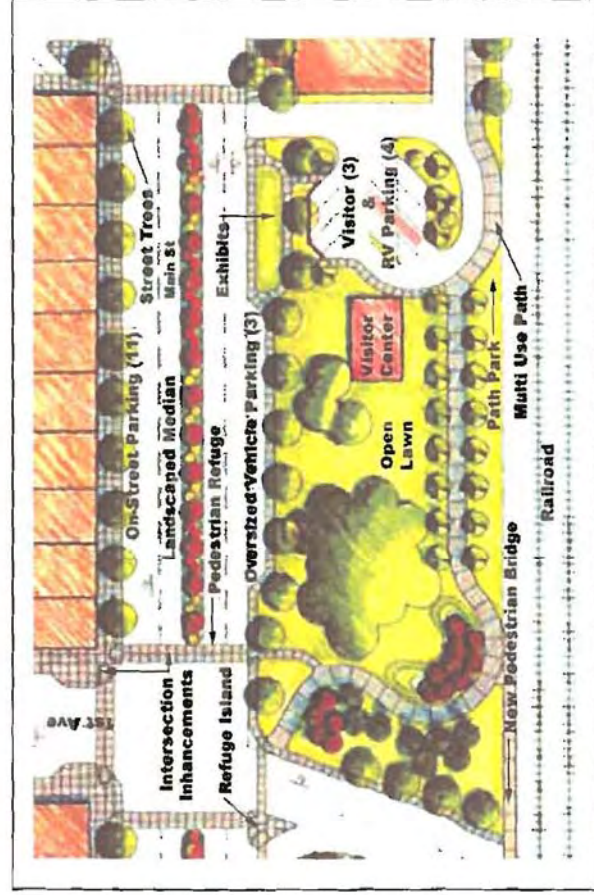 1st Ave
On-Street Parking (11)
Street Trees
Main St
Landscaped Median
Intersection
Inhancements
Pedestrian Refuge
Refuge Island
Exhibits
Oversized Vehicle Parking (3)
Visitor (3)
&
RV Parking (4)
Visitor
Center
Open
Lawn
Path Park
Multi Use Path
New Pedestrian Bridge
Railroad